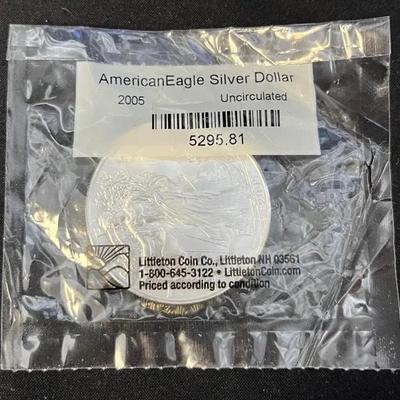 AmericanEagle Silver Dollar
2005 Uncirculated
5295.81
Littleton Coin Co., Littleton NH 03561
1-800-645-3122 • LittletonCoin.com
Priced according to condition